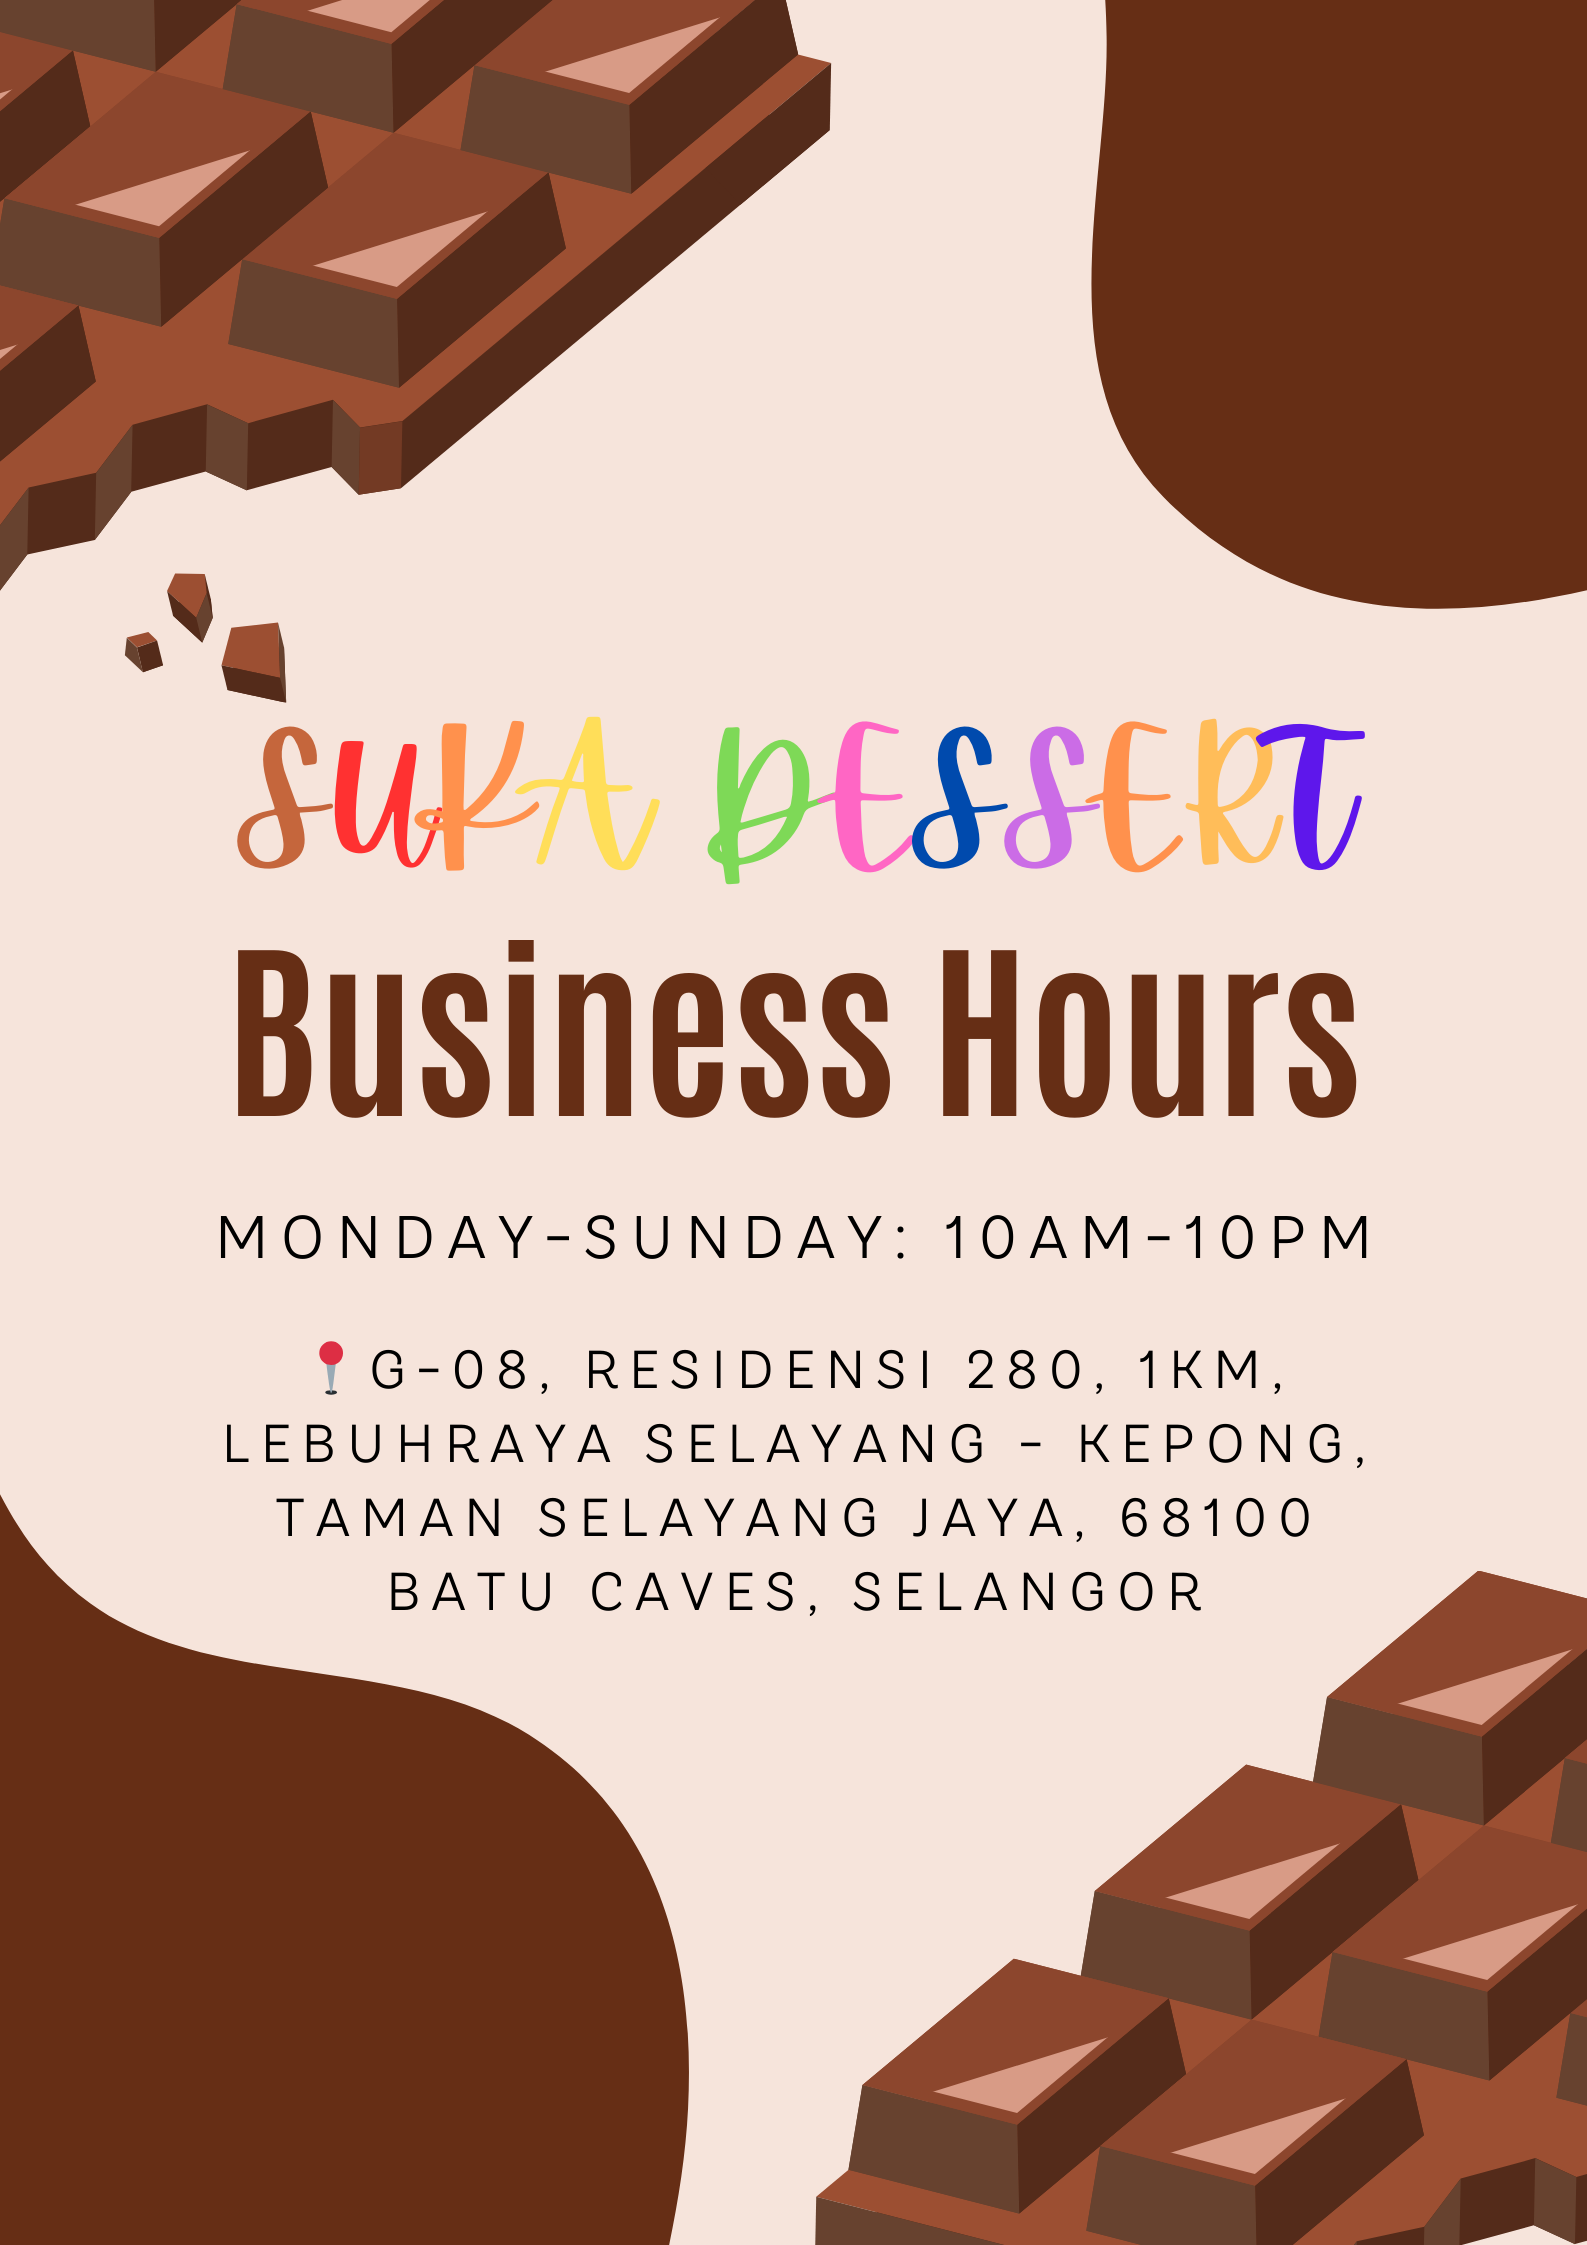 SUKA DESSERT
Business Hours
MONDAY-SUNDAY: 10AM-10PM
📍G-08, RESIDENSI 280, 1KM,
LEBUHRAYA SELAYANG - KEPONG,
TAMAN SELAYANG JAYA, 68100
BATU CAVES, SELANGOR